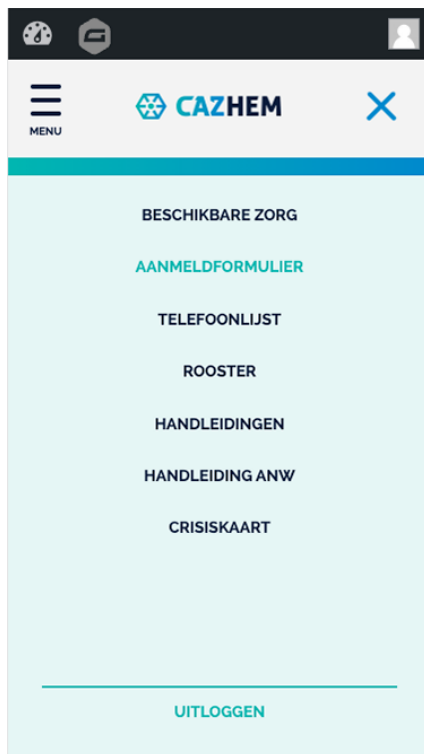 MENU
CAZHEM
BESCHIKBARE ZORG
AANMELDFORMULIER
TELEFOONLIJST
ROOSTER
HANDLEIDINGEN
HANDLEIDING ANW
CRISISKAART
UITLOGGEN